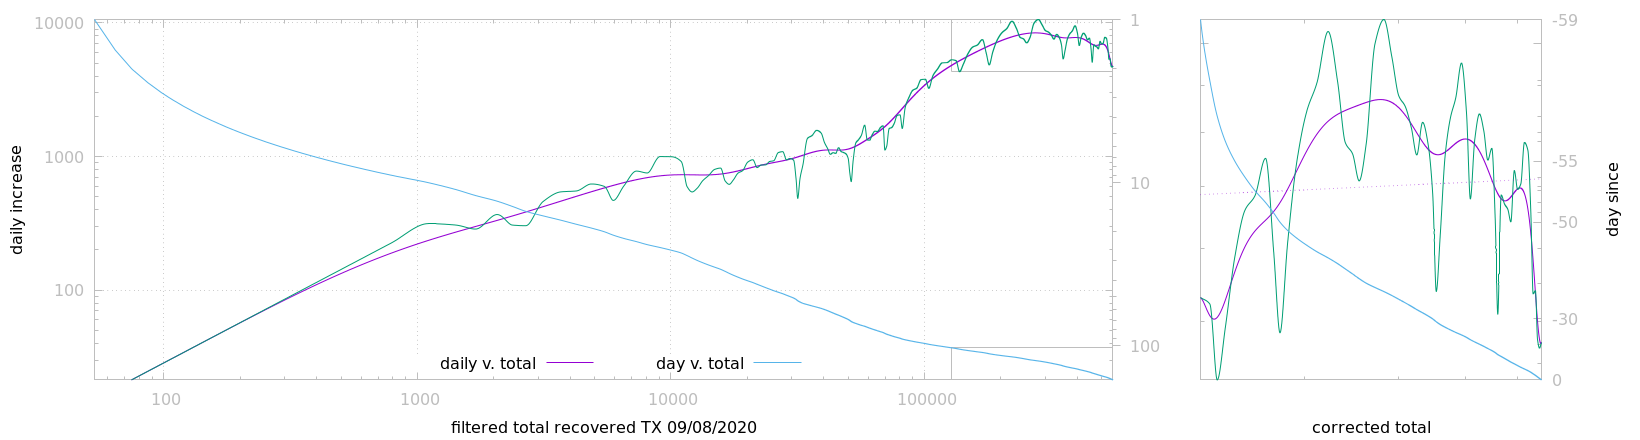 10000
1000
100
daily increase
1
10
100
daily v. total
day v. total
100
1000
10000
100000
filtered total recovered TX 09/08/2020
-59
-55
-50
-30
0
day since
corrected total